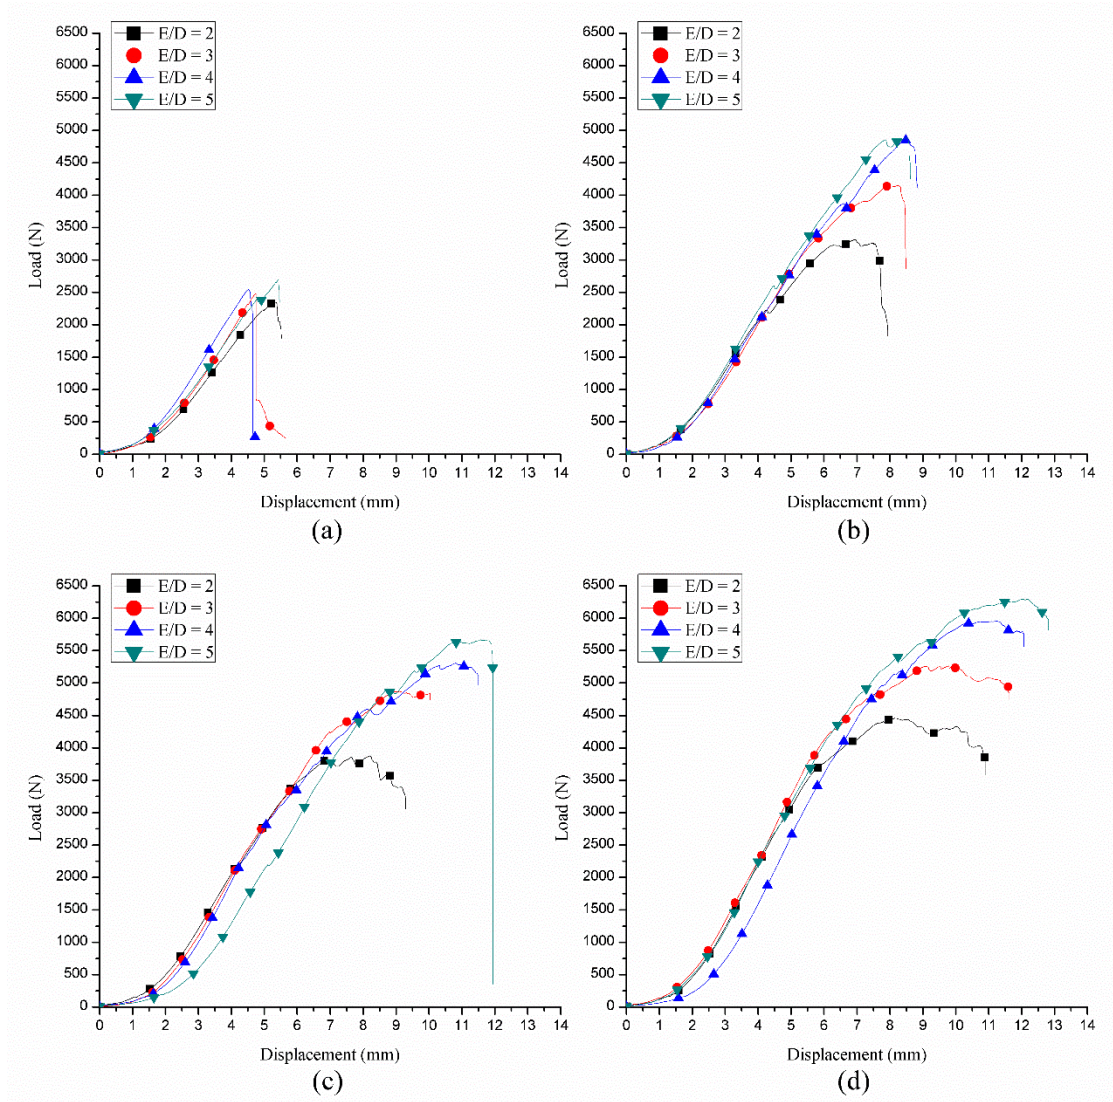 6500
6000
5500
5000
4500
4000
3500
3000
2500
2000
1500
1000
500
0
Load (N)
E/D = 2
E/D = 3
E/D = 4
E/D = 5
0 1 2 3 4 5 6 7 8 9 10 11 12 13 14
Displacement (mm)
(a)
6500
6000
5500
5000
4500
4000
3500
3000
2500
2000
1500
1000
500
0
Load (N)
E/D = 2
E/D = 3
E/D = 4
E/D = 5
0 1 2 3 4 5 6 7 8 9 10 11 12 13 14
Displacement (mm)
(b)
6500
6000
5500
5000
4500
4000
3500
3000
2500
2000
1500
1000
500
0
Load (N)
E/D = 2
E/D = 3
E/D = 4
E/D = 5
0 1 2 3 4 5 6 7 8 9 10 11 12 13 14
Displacement (mm)
(c)
6500
6000
5500
5000
4500
4000
3500
3000
2500
2000
1500
1000
500
0
Load (N)
E/D = 2
E/D = 3
E/D = 4
E/D = 5
0 1 2 3 4 5 6 7 8 9 10 11 12 13 14
Displacement (mm)
(d)